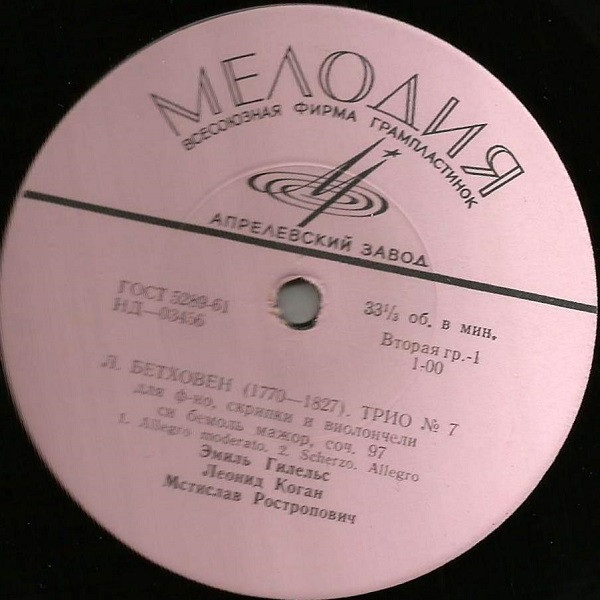 МЕЛОДИЯ
ВСЕСОЮЗНАЯ ФИРМА ГРАМПЛАСТИНОК
АПРЕЛЕВСКИЙ ЗАВОД
ГОСТ 5289-61
НД—03456
33⅓ об. в мин.
Вторая гр.-1
1-00
Л. БЕТХОВЕН (1770—1827). ТРИО № 7
для ф-но, скрипки и виолончели
си бемоль мажор, соч. 97
1. Allegro moderato. 2. Scherzo. Allegro
Эмиль Гилельс
Леонид Коган
Мстислав Ростропович